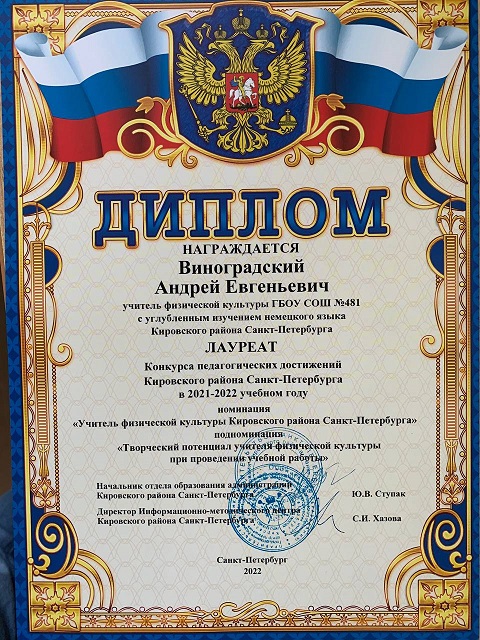 ДИПЛОМ
НАГРАЖДАЕТСЯ
Виноградский
Андрей Евгеньевич
учитель физической культуры ГБОУ СОШ №481
с углубленным изучением немецкого языка
Кировского района Санкт-Петербурга
ЛАУРЕАТ
Конкурса педагогических достижений
Кировского района Санкт-Петербурга
в 2021-2022 учебном году
номинация
«Учитель физической культуры Кировского района Санкт-Петербурга»
подноминация
«Творческий потенциал учителя физической культуры
при проведении учебной работы»
Начальник отдела образования администрации
Кировского района Санкт-Петербурга Ю.В. Ступак
Директор Информационно-методического центра
Кировского района Санкт-Петербурга С.И. Хазова
Санкт-Петербург
2022